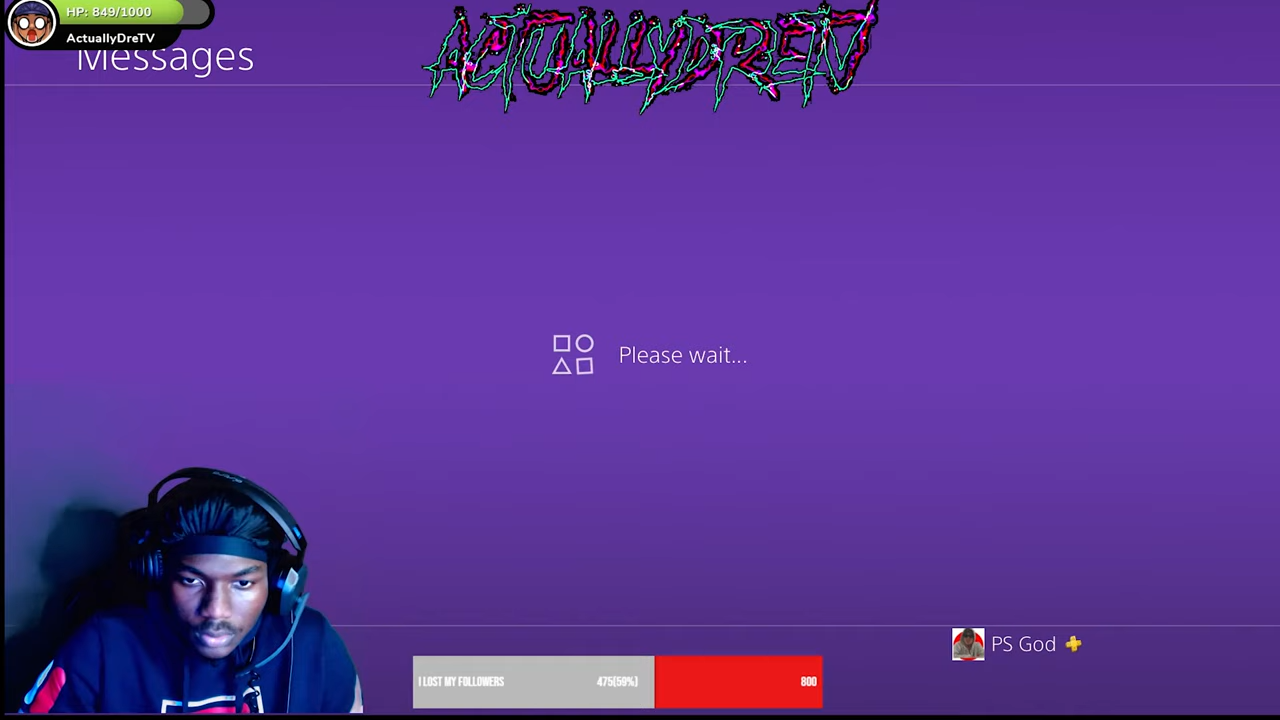 HP: 849/1000
ActuallyDreTV
Messages
ACTUALLYDRETV
Please wait...
PS God
I LOST MY FOLLOWERS 475(59%) 800